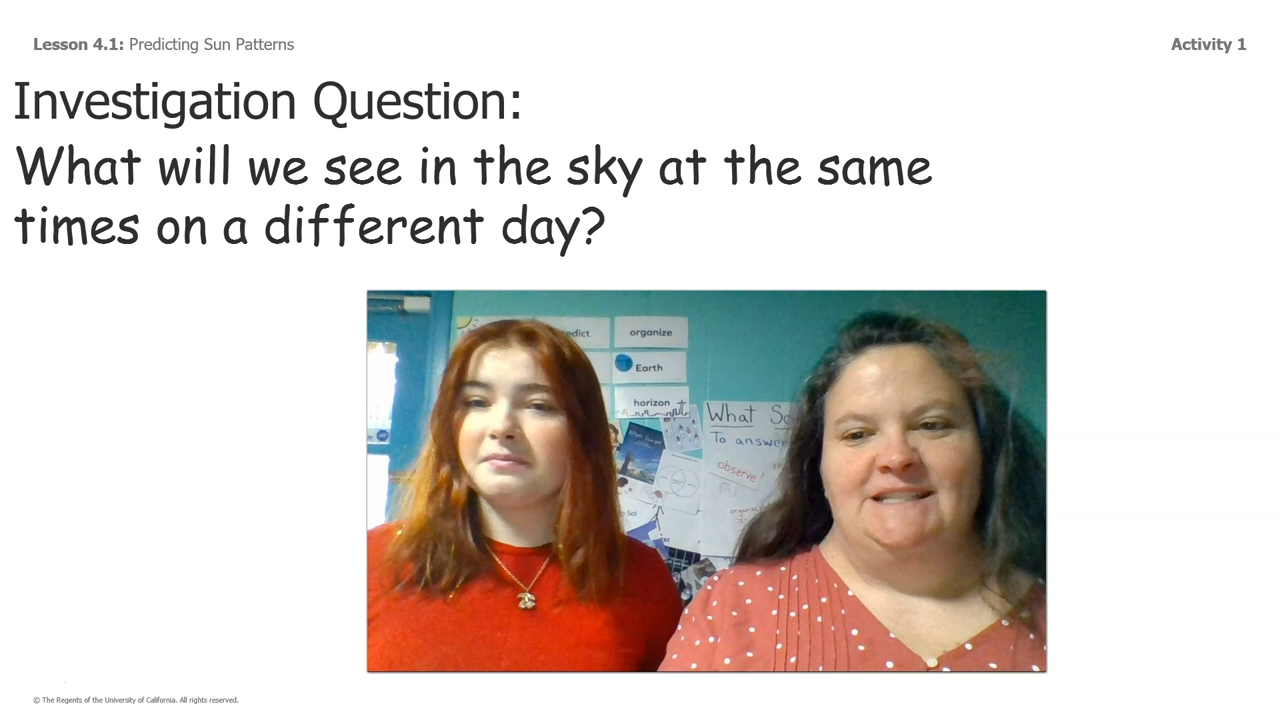 Lesson 4.1: Predicting Sun Patterns
Activity 1
Investigation Question:
What will we see in the sky at the same
times on a different day?
organize
Earth
horizon
What
To answe
observe!
© The Regents of the University of California. All rights reserved.